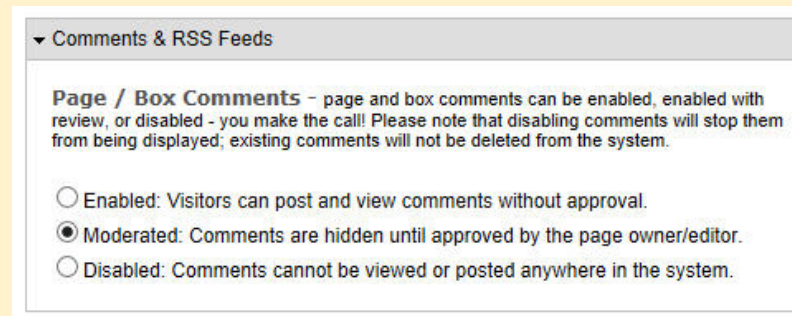 Comments & RSS Feeds
Page / Box Comments - page and box comments can be enabled, enabled with
review, or disabled - you make the call! Please note that disabling comments will stop them
from being displayed; existing comments will not be deleted from the system.
Enabled: Visitors can post and view comments without approval.
Moderated: Comments are hidden until approved by the page owner/editor.
Disabled: Comments cannot be viewed or posted anywhere in the system.